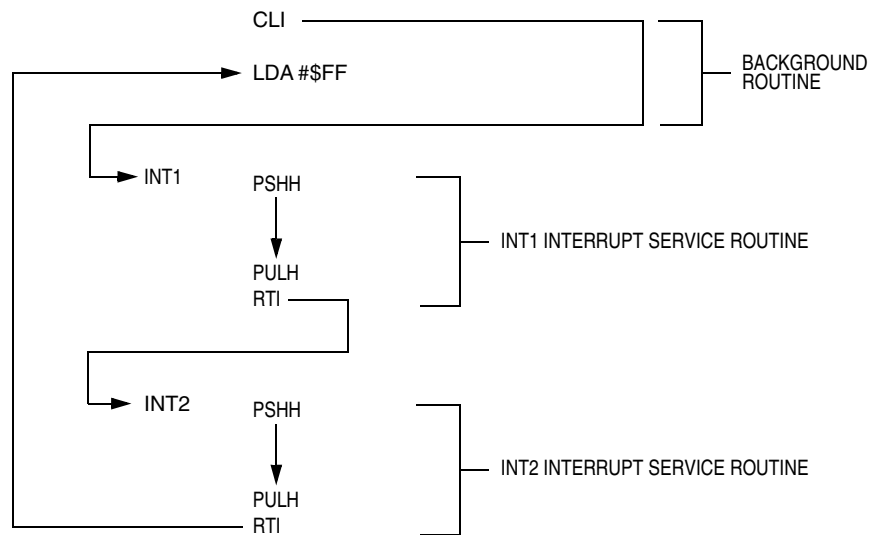 CLI
LDA #$FF
BACKGROUND
ROUTINE
INT1
PSHH
INT1 INTERRUPT SERVICE ROUTINE
PULH
RTI
INT2
PSHH
INT2 INTERRUPT SERVICE ROUTINE
PULH
RTI